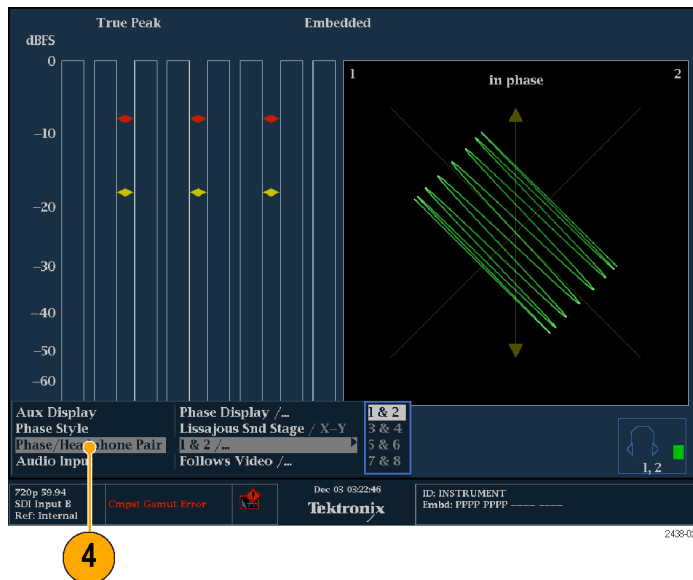 True Peak Embedded
dBFS
0
−10
−20
−30
−40
−50
−60
1 in phase 2
Aux Display Phase Display /... 1 & 2
Phase Style Lissajous Snd Stage / X–Y 3 & 4
Phase/Headphone Pair 1 & 2 /... 5 & 6
Audio Input Follows Video /... 7 & 8
1, 2
720p 59.94
SDI Input B
Ref: Internal
Cmpst Gamut Error
Dec 03 03:22:46
Tektronix
ID: INSTRUMENT
Embd: PPPP PPPP ---- ----
4